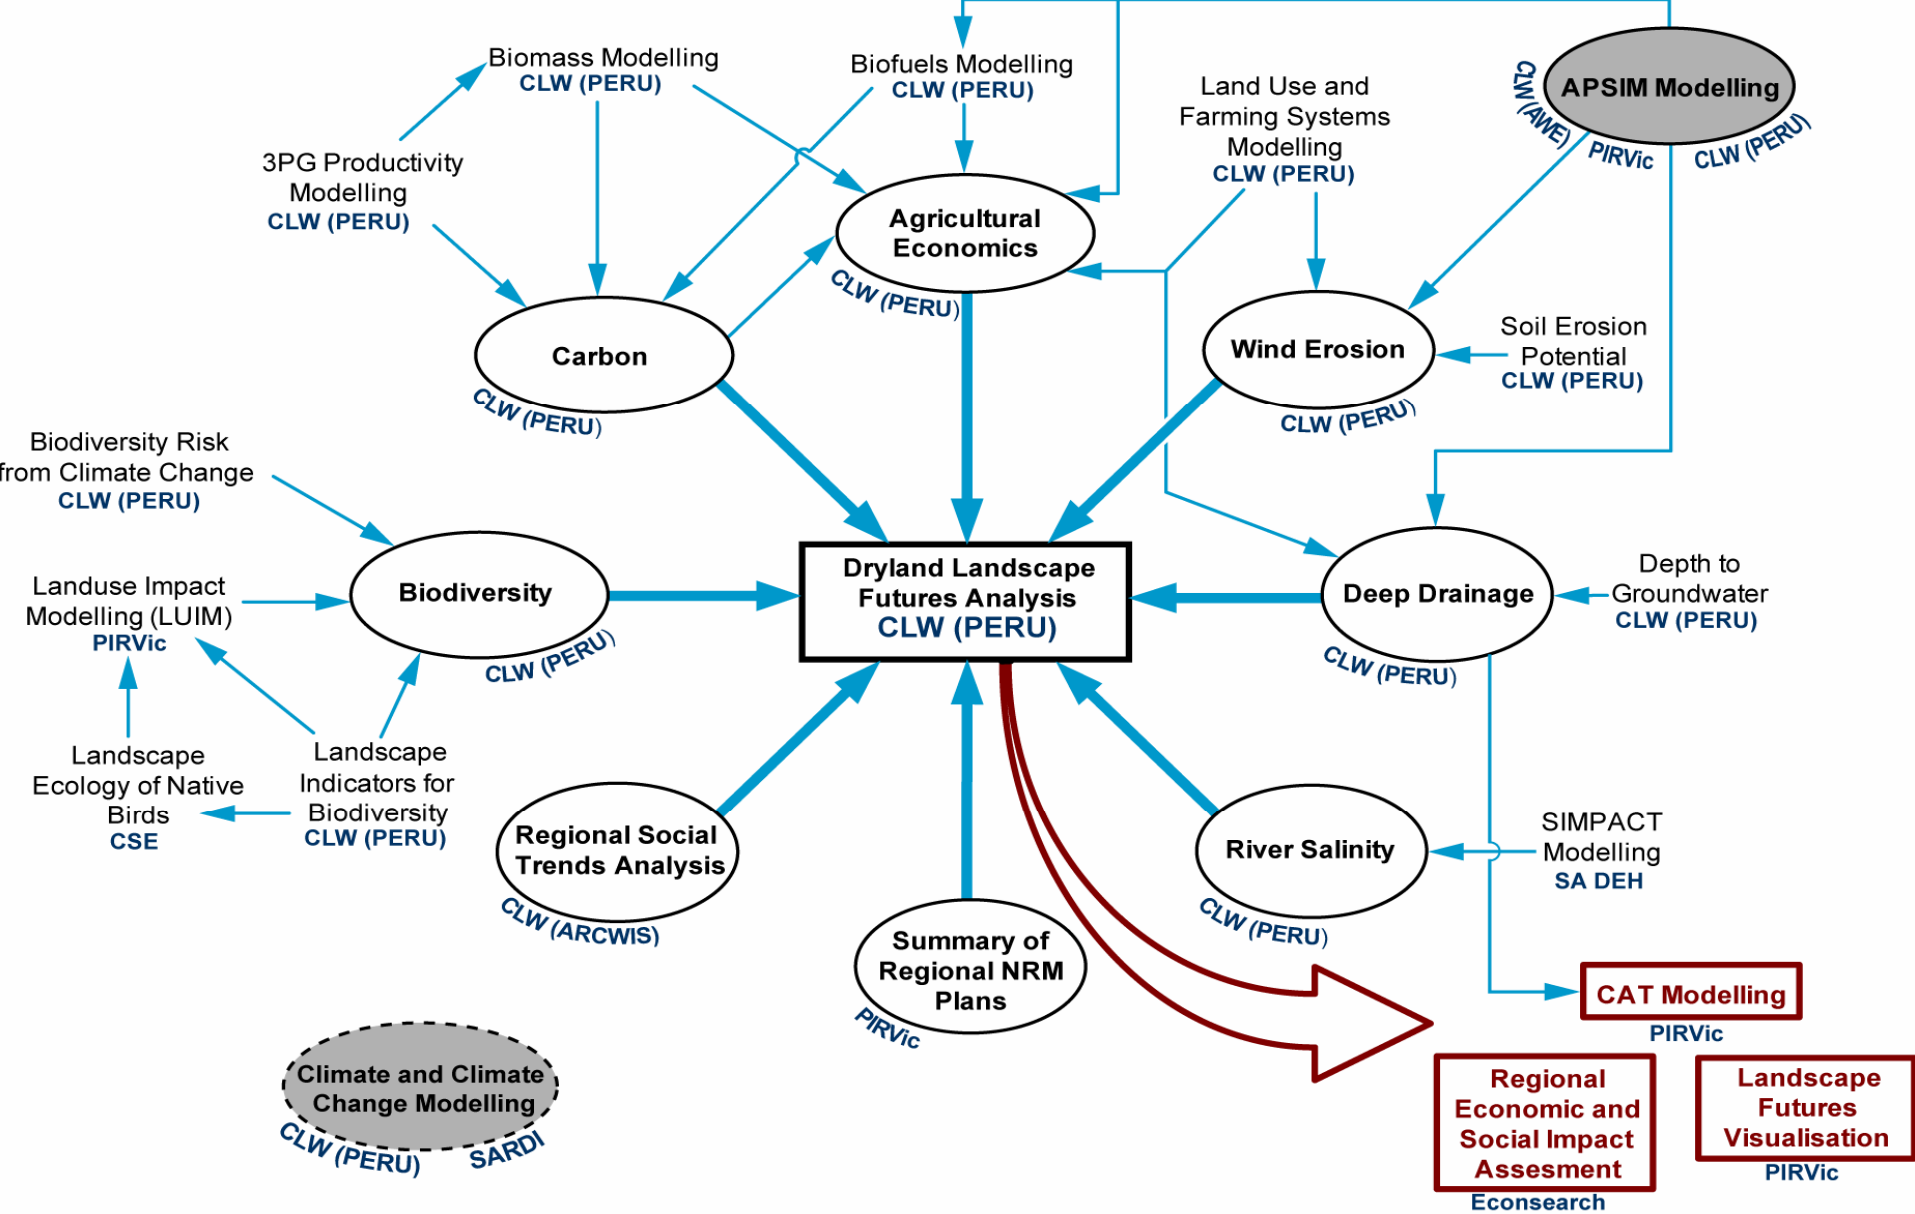 Biomass Modelling
CLW (PERU)
Biofuels Modelling
CLW (PERU)
Land Use and
Farming Systems
Modelling
CLW (PERU)
APSIM Modelling
CLW (AWE)
PIRVic
CLW (PERU)
3PG Productivity
Modelling
CLW (PERU)
Agricultural
Economics
CLW (PERU)
Carbon
CLW (PERU)
Wind Erosion
CLW (PERU)
Soil Erosion
Potential
CLW (PERU)
Biodiversity Risk
from Climate Change
CLW (PERU)
Landuse Impact
Modelling (LUIM)
PIRVic
Biodiversity
CLW (PERU)
Dryland Landscape
Futures Analysis
CLW (PERU)
Deep Drainage
CLW (PERU)
Depth to
Groundwater
CLW (PERU)
Landscape
Ecology of Native
Birds
CSE
Landscape
Indicators for
Biodiversity
CLW (PERU)
Regional Social
Trends Analysis
CLW (ARCWIS)
Summary of
Regional NRM
Plans
PIRVic
River Salinity
CLW (PERU)
SIMPACT
Modelling
SA DEH
Climate and Climate
Change Modelling
CLW (PERU)
SARDI
CAT Modelling
PIRVic
Regional
Economic and
Social Impact
Assesment
Econsearch
Landscape
Futures
Visualisation
PIRVic